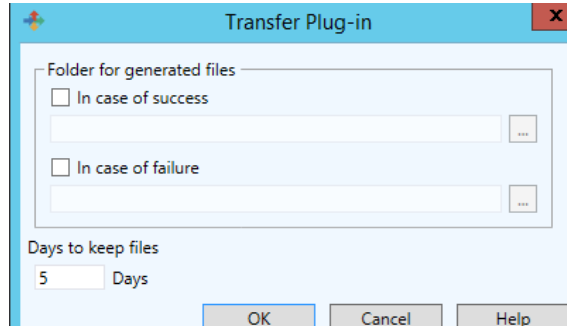 Transfer Plug-in
x
Folder for generated files
In case of success
...
In case of failure
...
Days to keep files
5 Days
OK Cancel Help